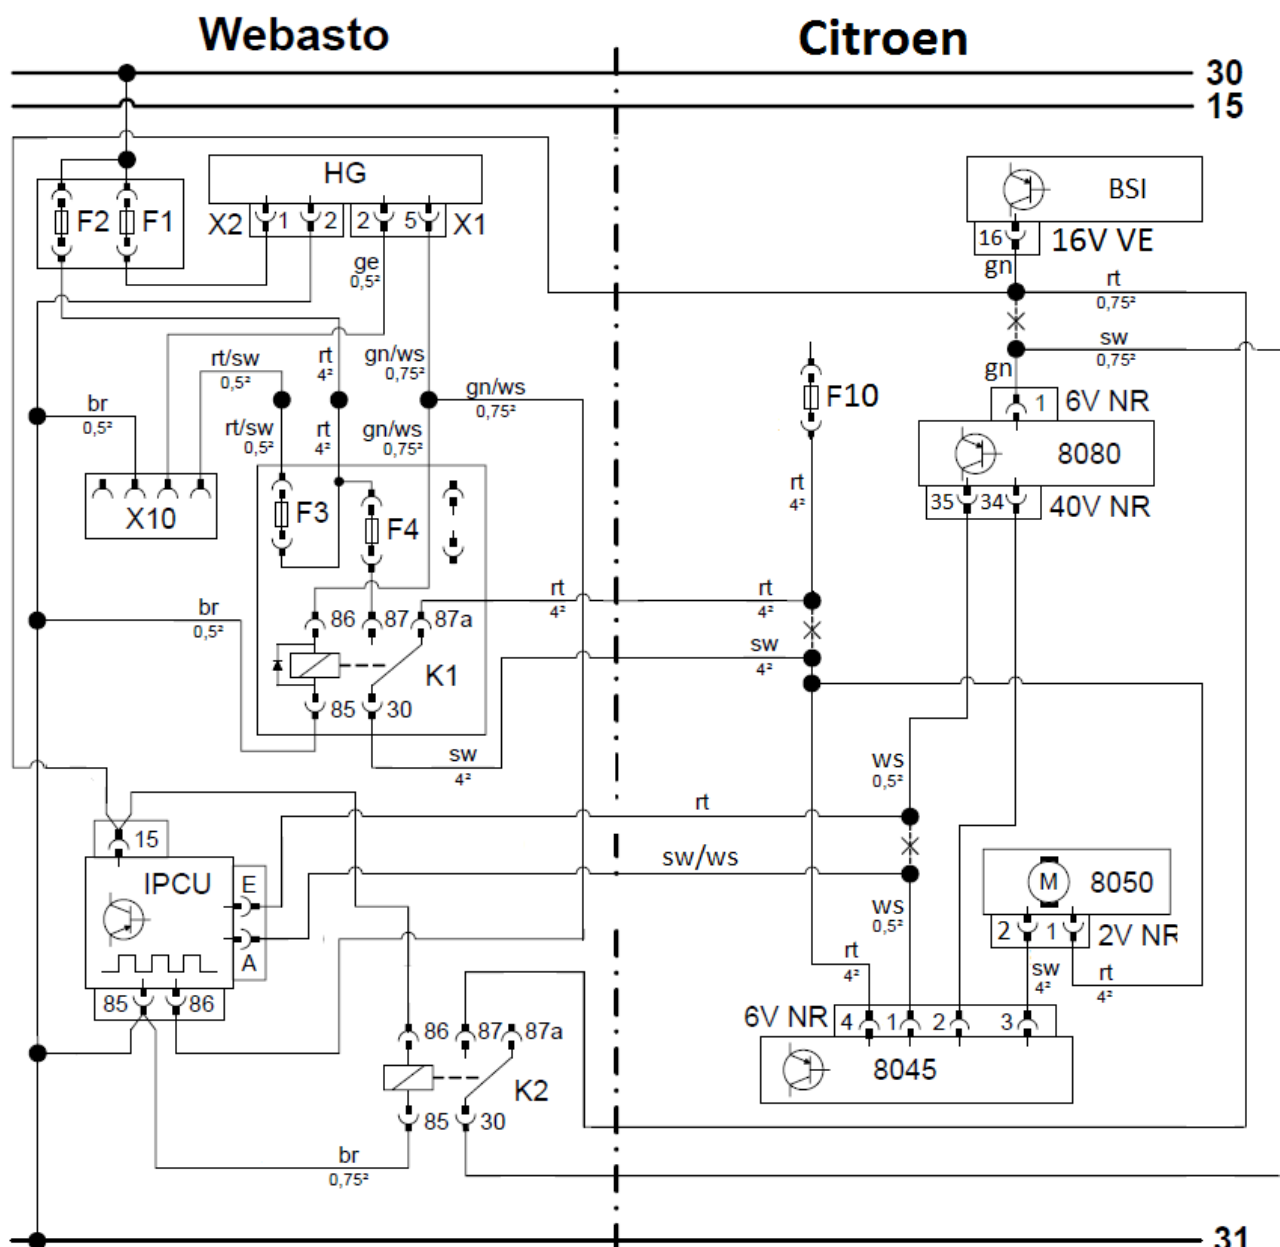 Webasto Citroen
30
15
HG BSI
F2 F1 X2 1 2 2 5 X1 16 16V VE
ge gn rt
0,5² 0,75²
rt/sw rt gn/ws sw
0,5² 4² 0,75² 0,75²
br gn/ws F10 gn 1 6V NR
0,5² 0,75²
rt/sw rt gn/ws 8080
0,5² 4² 0,75²
X10 F3 F4 rt 35 34 40V NR
4²
br rt rt
0,5² 4² 4²
86 87 87a sw
4²
K1
85 30
sw ws
4² 0,5²
rt
15 sw/ws
IPCU E M 8050
A ws 2 1 2V NR
0,5²
rt sw rt
4² 4² 4²
85 86 6V NR 4 1 2 3
86 87 87a 8045
K2
85 30
br
0,75²
31